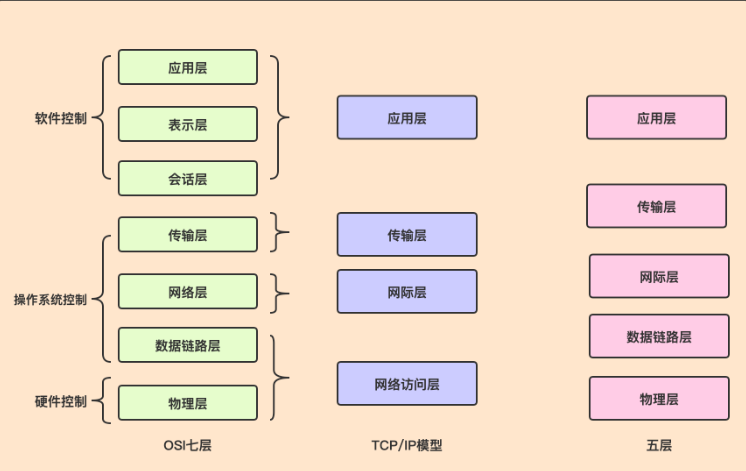 软件控制
应用层
表示层
会话层
操作系统控制
传输层
网络层
数据链路层
硬件控制
物理层
OSI七层
应用层
传输层
网际层
网络访问层
TCP/IP模型
应用层
传输层
网际层
数据链路层
物理层
五层